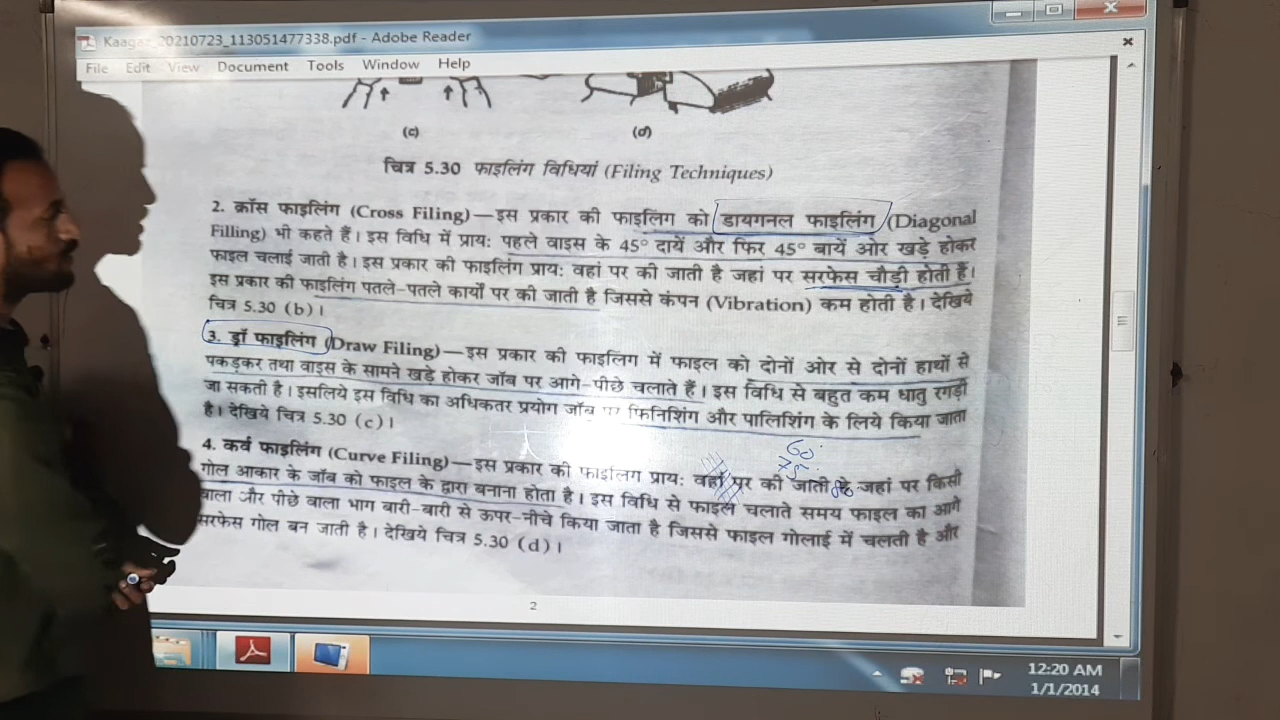 Kaagaz_20210723_113051477338.pdf - Adobe Reader
File Edit View Document Tools Window Help
(c) (d)
चित्र 5.30 फाइलिंग विधियां (Filing Techniques)
2. क्रॉस फाइलिंग (Cross Filing)—इस प्रकार की फाइलिंग को डायगनल फाइलिंग (Diagonal
Filling) भी कहते हैं। इस विधि में प्राय: पहले वाइस के 45° दायें और फिर 45° बायें ओर खड़े होकर
फाइल चलाई जाती है। इस प्रकार की फाइलिंग प्राय: वहां पर की जाती है जहां पर सरफेस चौड़ी होती है।
इस प्रकार की फाइलिंग पतले-पतले कार्यों पर की जाती है जिससे कंपन (Vibration) कम होती है। देखिये
चित्र 5.30 (b)।
3. ड्रॉ फाइलिंग (Draw Filing)—इस प्रकार की फाइलिंग में फाइल को दोनों ओर से दोनों हाथों से
पकड़कर तथा वाइस के सामने खड़े होकर जॉब पर आगे-पीछे चलाते हैं। इस विधि से बहुत कम धातु रगड़ी
जा सकती है। इसलिये इस विधि का अधिकतर प्रयोग जॉब पर फिनिशिंग और पालिशिंग के लिये किया जाता
है। देखिये चित्र 5.30 (c)।
60°
75°
4. कर्व फाइलिंग (Curve Filing)—इस प्रकार की फाइलिंग प्राय: वहां पर की जाती है जहां पर किसी
गोल आकार के जॉब को फाइल के द्वारा बनाना होता है। इस विधि से फाइल चलाते समय फाइल का आगे
वाला और पीछे वाला भाग बारी-बारी से ऊपर-नीचे किया जाता है जिससे फाइल गोलाई में चलती है और
सरफेस गोल बन जाती है। देखिये चित्र 5.30 (d)।
2
12:20 AM
1/1/2014